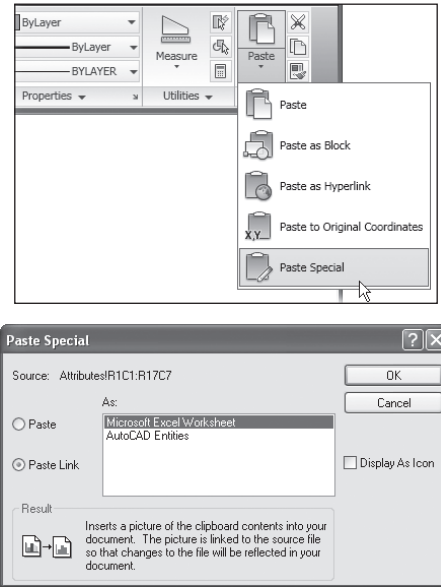 ByLayer
ByLayer
BYLAYER
Measure
Paste
Properties
Utilities
Paste
Paste as Block
Paste as Hyperlink
X,Y... Paste to Original Coordinates
Paste Special
Paste Special
Source: Attributes!R1C1:R17C7
OK
Cancel
As:
Paste
Microsoft Excel Worksheet
AutoCAD Entities
Paste Link
Display As Icon
Result
Inserts a picture of the clipboard contents into your
document. The picture is linked to the source file
so that changes to the file will be reflected in your
document.